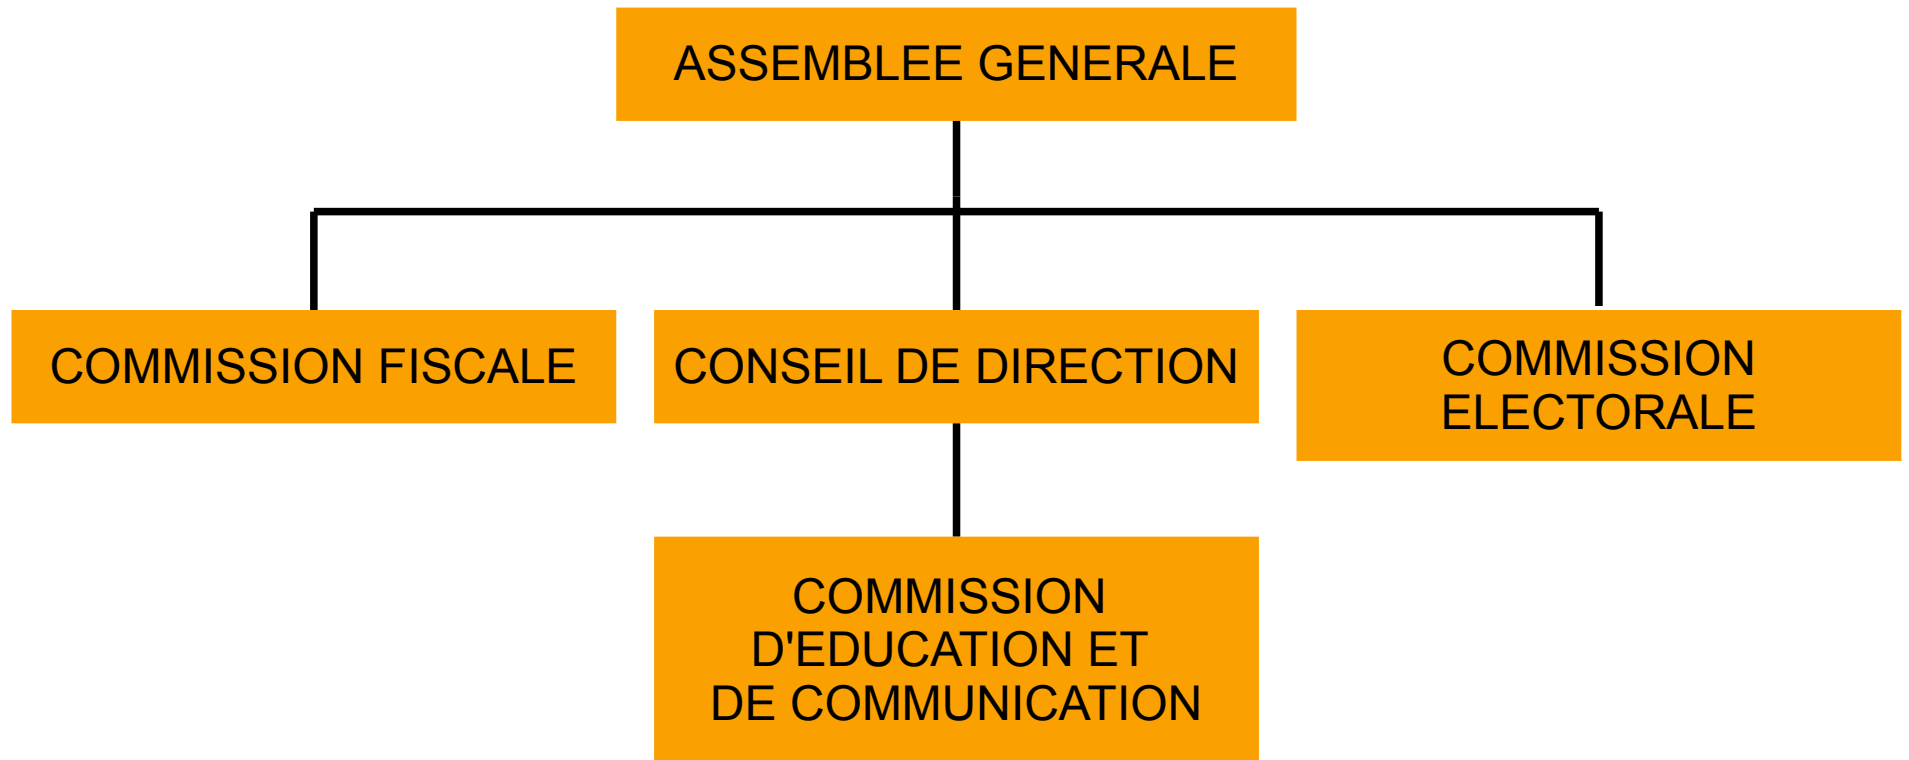 ASSEMBLEE GENERALE
COMMISSION FISCALE
CONSEIL DE DIRECTION
COMMISSION
ELECTORALE
COMMISSION
D'EDUCATION ET
DE COMMUNICATION